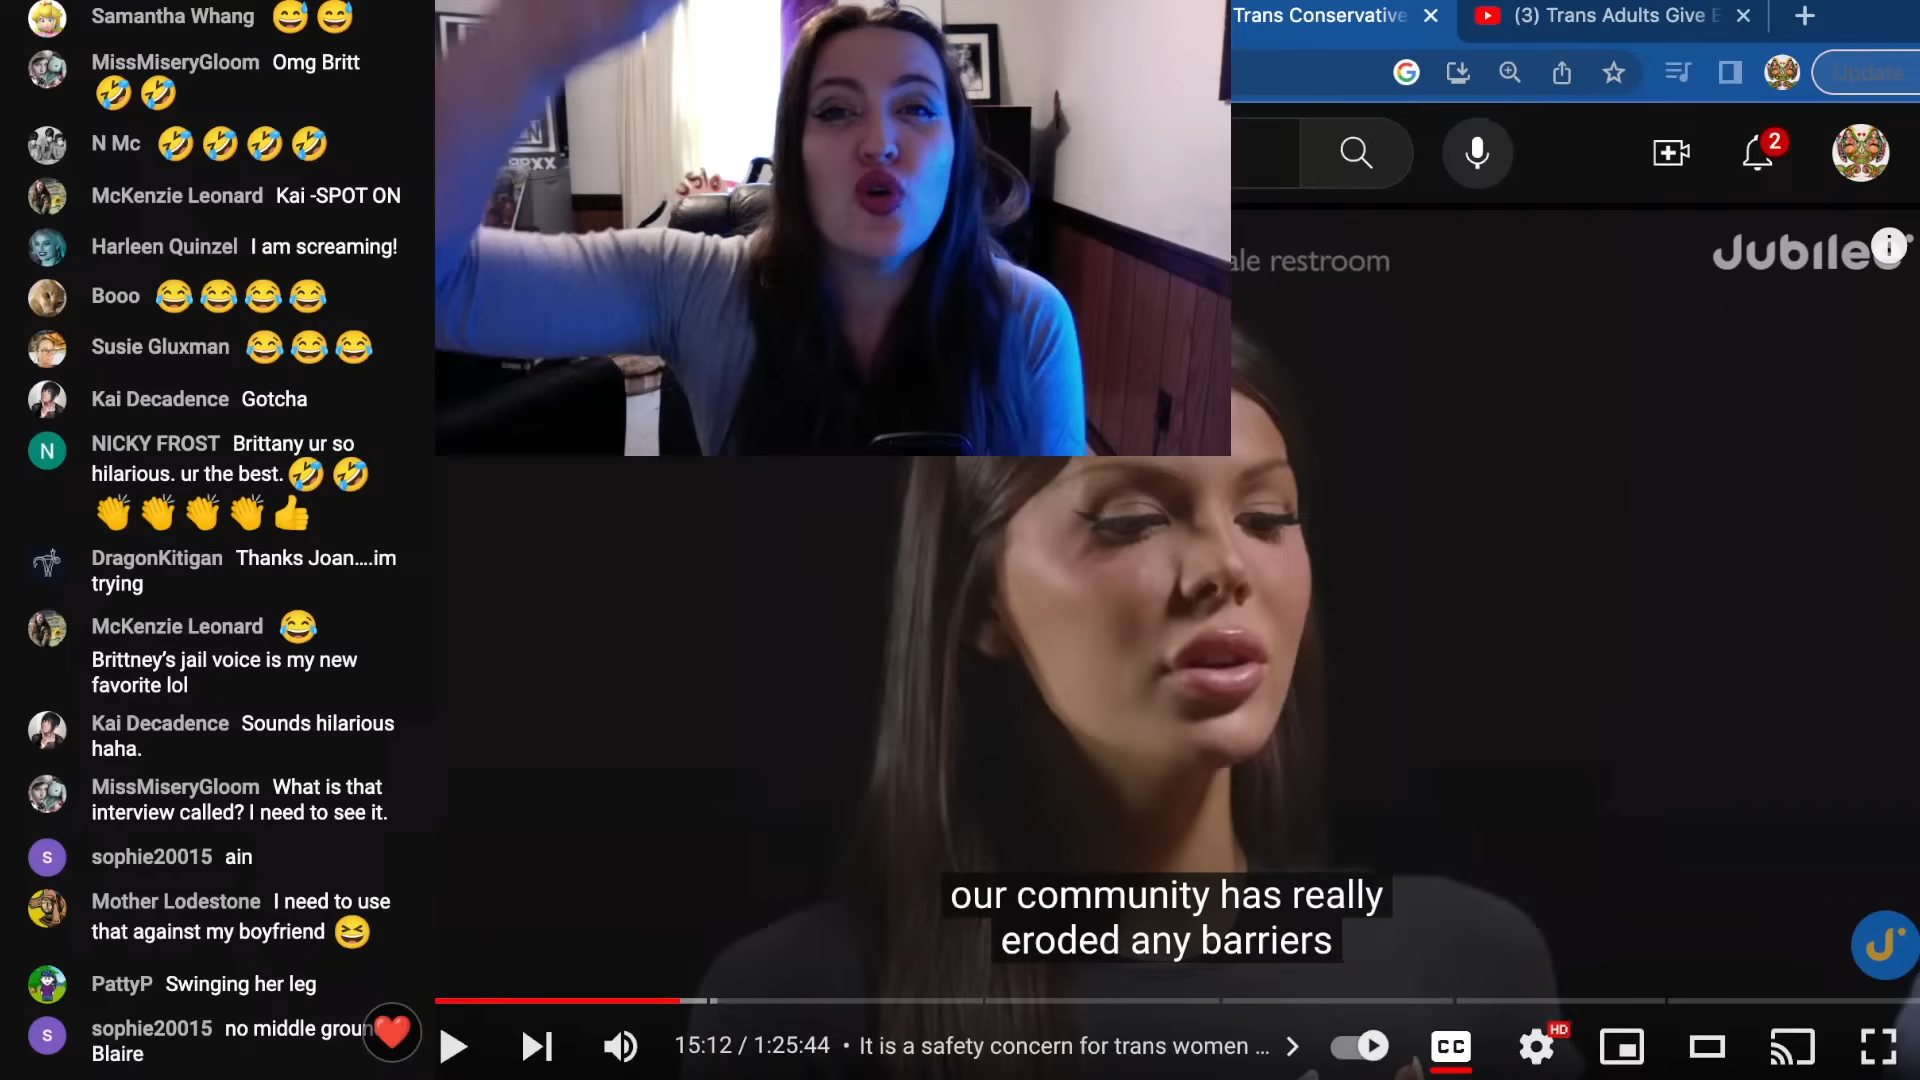 Samantha Whang 😅😅
MissMiseryGloom Omg Britt
🤣🤣
N Mc 🤣🤣🤣🤣
McKenzie Leonard Kai -SPOT ON
Harleen Quinzel I am screaming!
Booo 😂😂😂😂
Susie Gluxman 😂😂😂
Kai Decadence Gotcha
N
NICKY FROST Brittany ur so
hilarious. ur the best. 🤣🤣
👏👏👏👏👍
DragonKitigan Thanks Joan....im
trying
McKenzie Leonard 😂
Brittney's jail voice is my new
favorite lol
Kai Decadence Sounds hilarious
haha.
MissMiseryGloom What is that
interview called? I need to see it.
S
sophie20015 ain
Mother Lodestone I need to use
that against my boyfriend 😆
PattyP Swinging her leg
S
sophie20015 no middle groun
Blaire
Trans Conservative
(3) Trans Adults Give E
Update
2
ale restroom
Jubilee
our community has really
eroded any barriers
15:12 / 1:25:44 • It is a safety concern for trans women ...
CC
HD